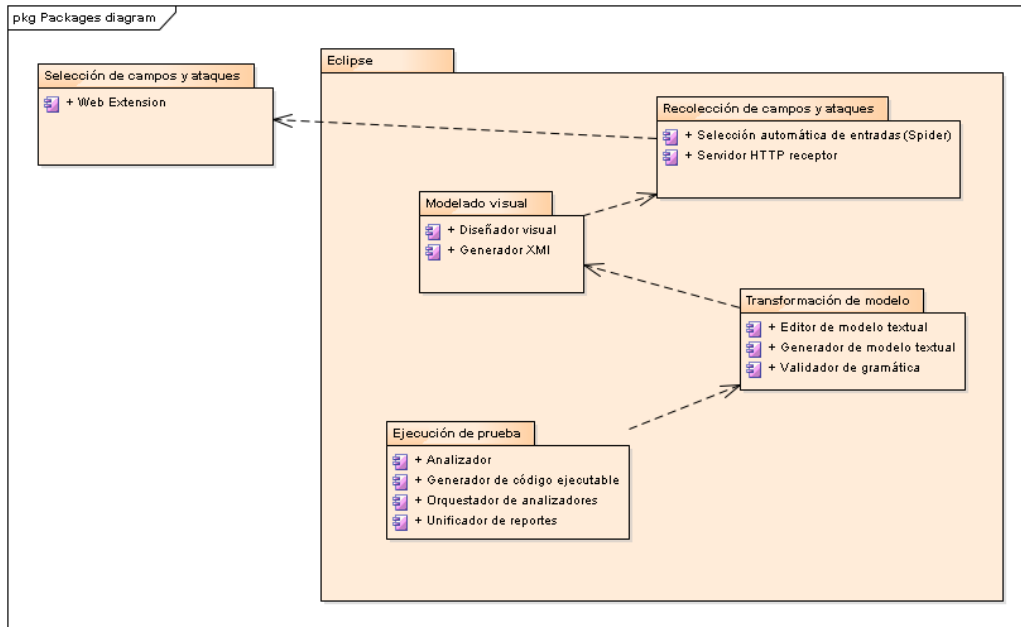 pkg Packages diagram
Selección de campos y ataques
+ Web Extension
Eclipse
Recolección de campos y ataques
+ Selección automática de entradas (Spider)
+ Servidor HTTP receptor
Modelado visual
+ Diseñador visual
+ Generador XMI
Transformación de modelo
+ Editor de modelo textual
+ Generador de modelo textual
+ Validador de gramática
Ejecución de prueba
+ Analizador
+ Generador de código ejecutable
+ Orquestador de analizadores
+ Unificador de reportes